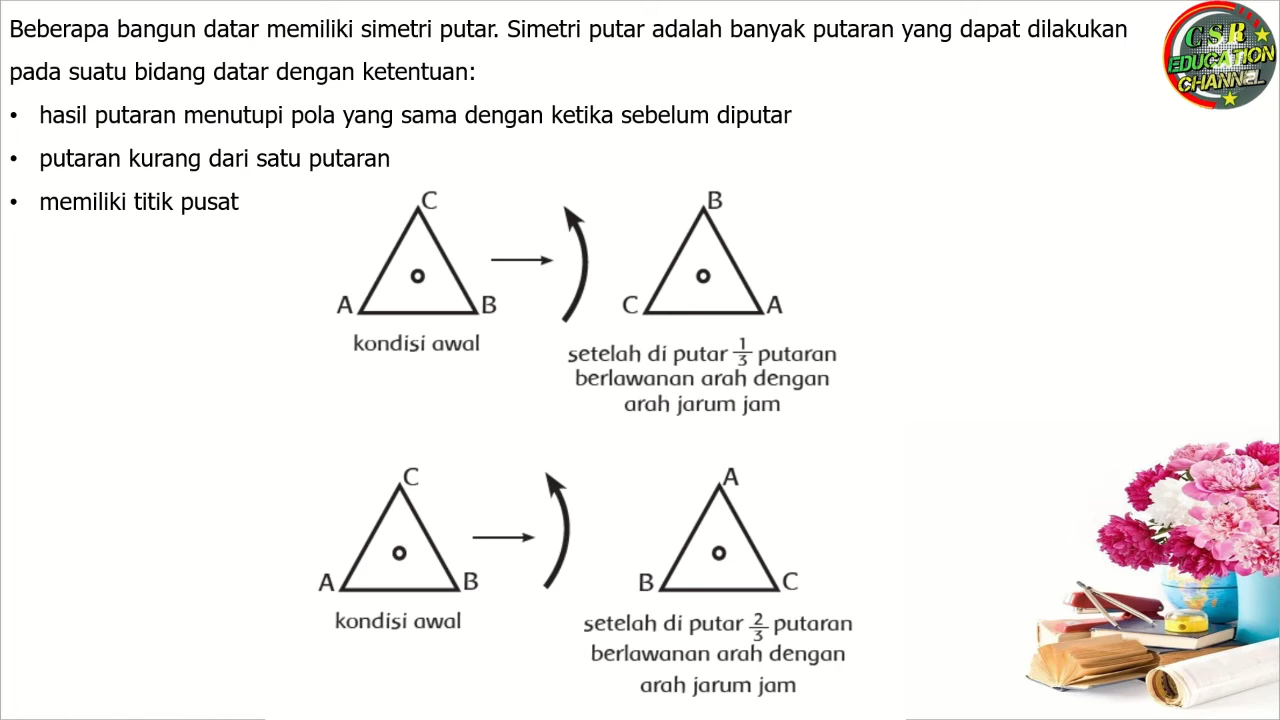 Beberapa bangun datar memiliki simetri putar. Simetri putar adalah banyak putaran yang dapat dilakukan
pada suatu bidang datar dengan ketentuan:
• hasil putaran menutupi pola yang sama dengan ketika sebelum diputar
• putaran kurang dari satu putaran
• memiliki titik pusat
CSR
EDUCATION
CHANNEL
C
A B
kondisi awal
B
C A
setelah di putar 1/3 putaran
berlawanan arah dengan
arah jarum jam
C
A B
kondisi awal
A
B C
setelah di putar 2/3 putaran
berlawanan arah dengan
arah jarum jam